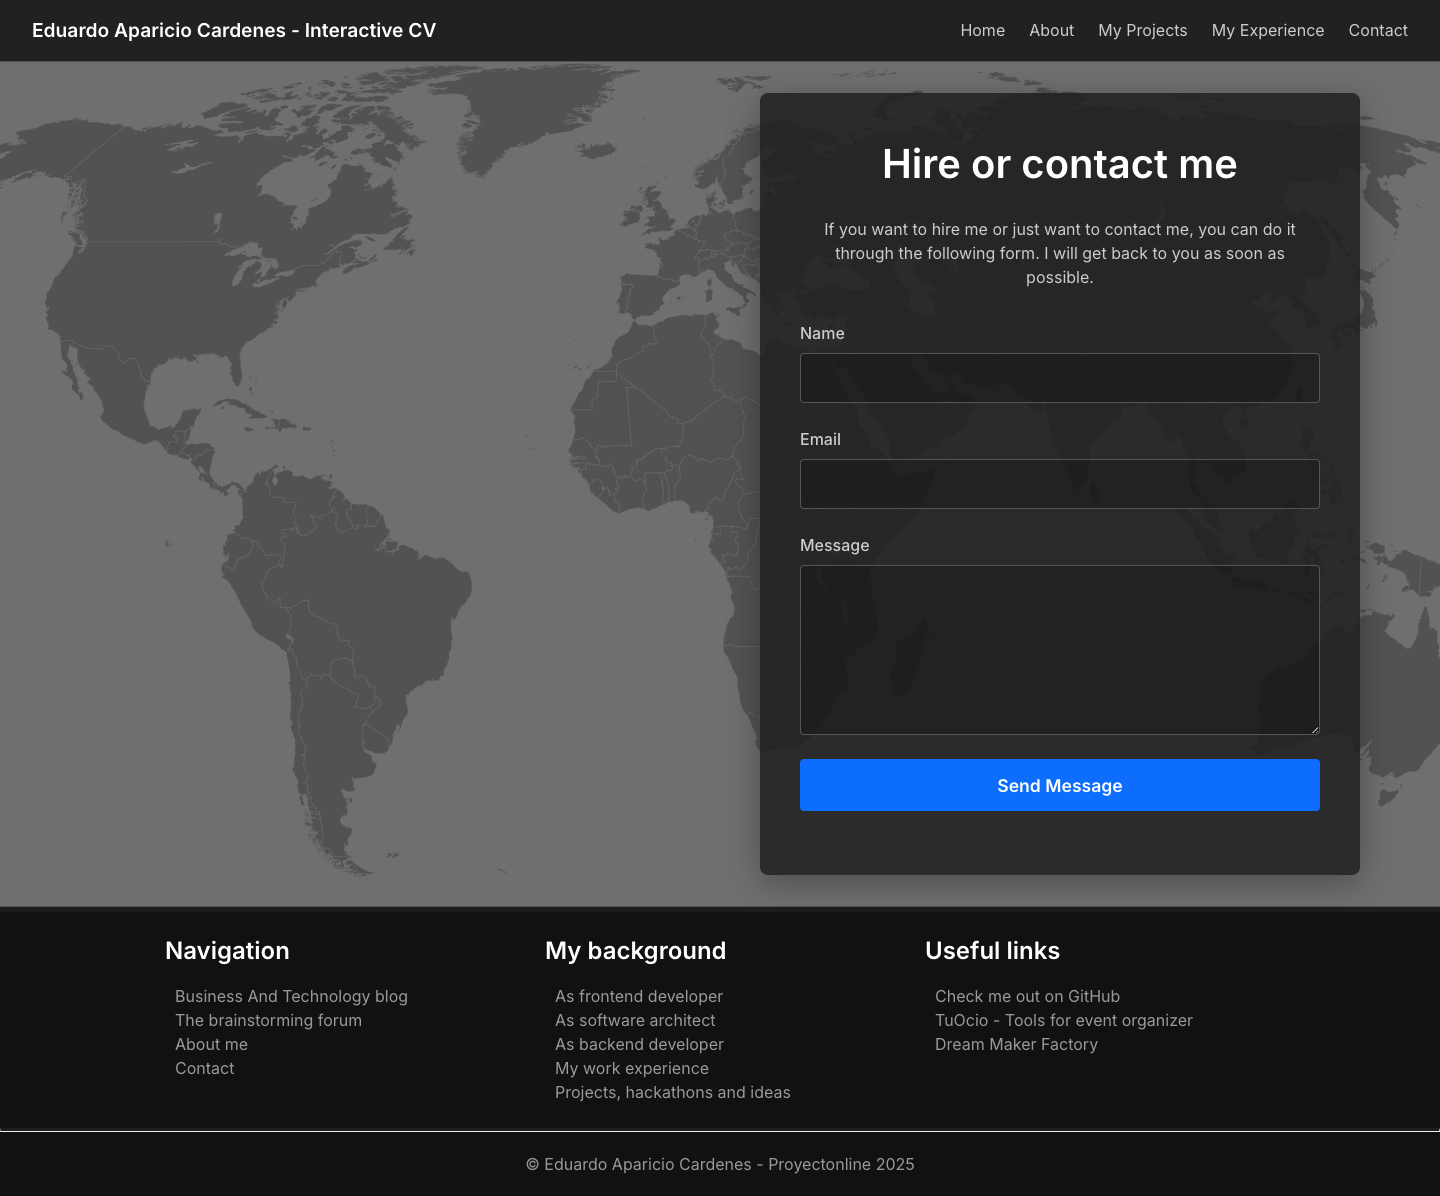 Eduardo Aparicio Cardenes - Interactive CV
Home About My Projects My Experience Contact
Hire or contact me
If you want to hire me or just want to contact me, you can do it
through the following form. I will get back to you as soon as
possible.
Name
Email
Message
Send Message
Navigation
Business And Technology blog
The brainstorming forum
About me
Contact
My background
As frontend developer
As software architect
As backend developer
My work experience
Projects, hackathons and ideas
Useful links
Check me out on GitHub
TuOcio - Tools for event organizer
Dream Maker Factory
© Eduardo Aparicio Cardenes - Proyectonline 2025